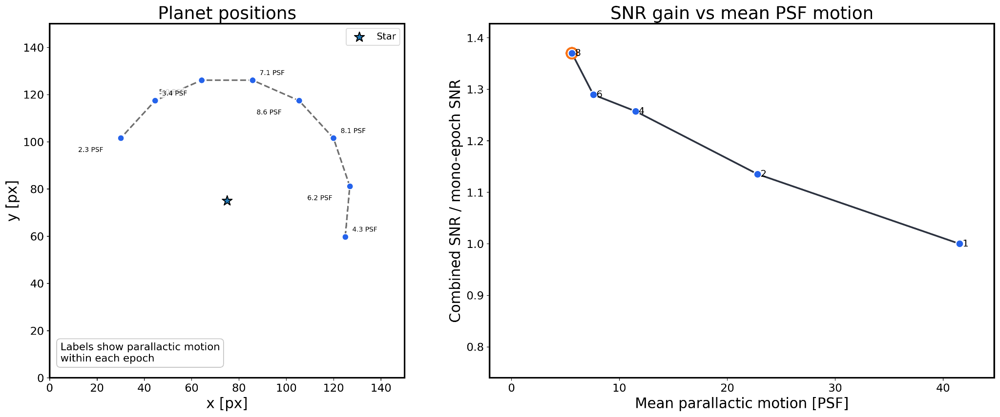 Planet positions
Star
7.1 PSF
3.4 PSF
8.6 PSF
8.1 PSF
2.3 PSF
6.2 PSF
4.3 PSF
Labels show parallactic motion
within each epoch
140
120
100
80
60
40
20
0
0 20 40 60 80 100 120 140
x [px]
y [px]
SNR gain vs mean PSF motion
1.4
1.3
1.2
1.1
1.0
0.9
0.8
8
6
4
2
1
0 10 20 30 40
Mean parallactic motion [PSF]
Combined SNR / mono-epoch SNR